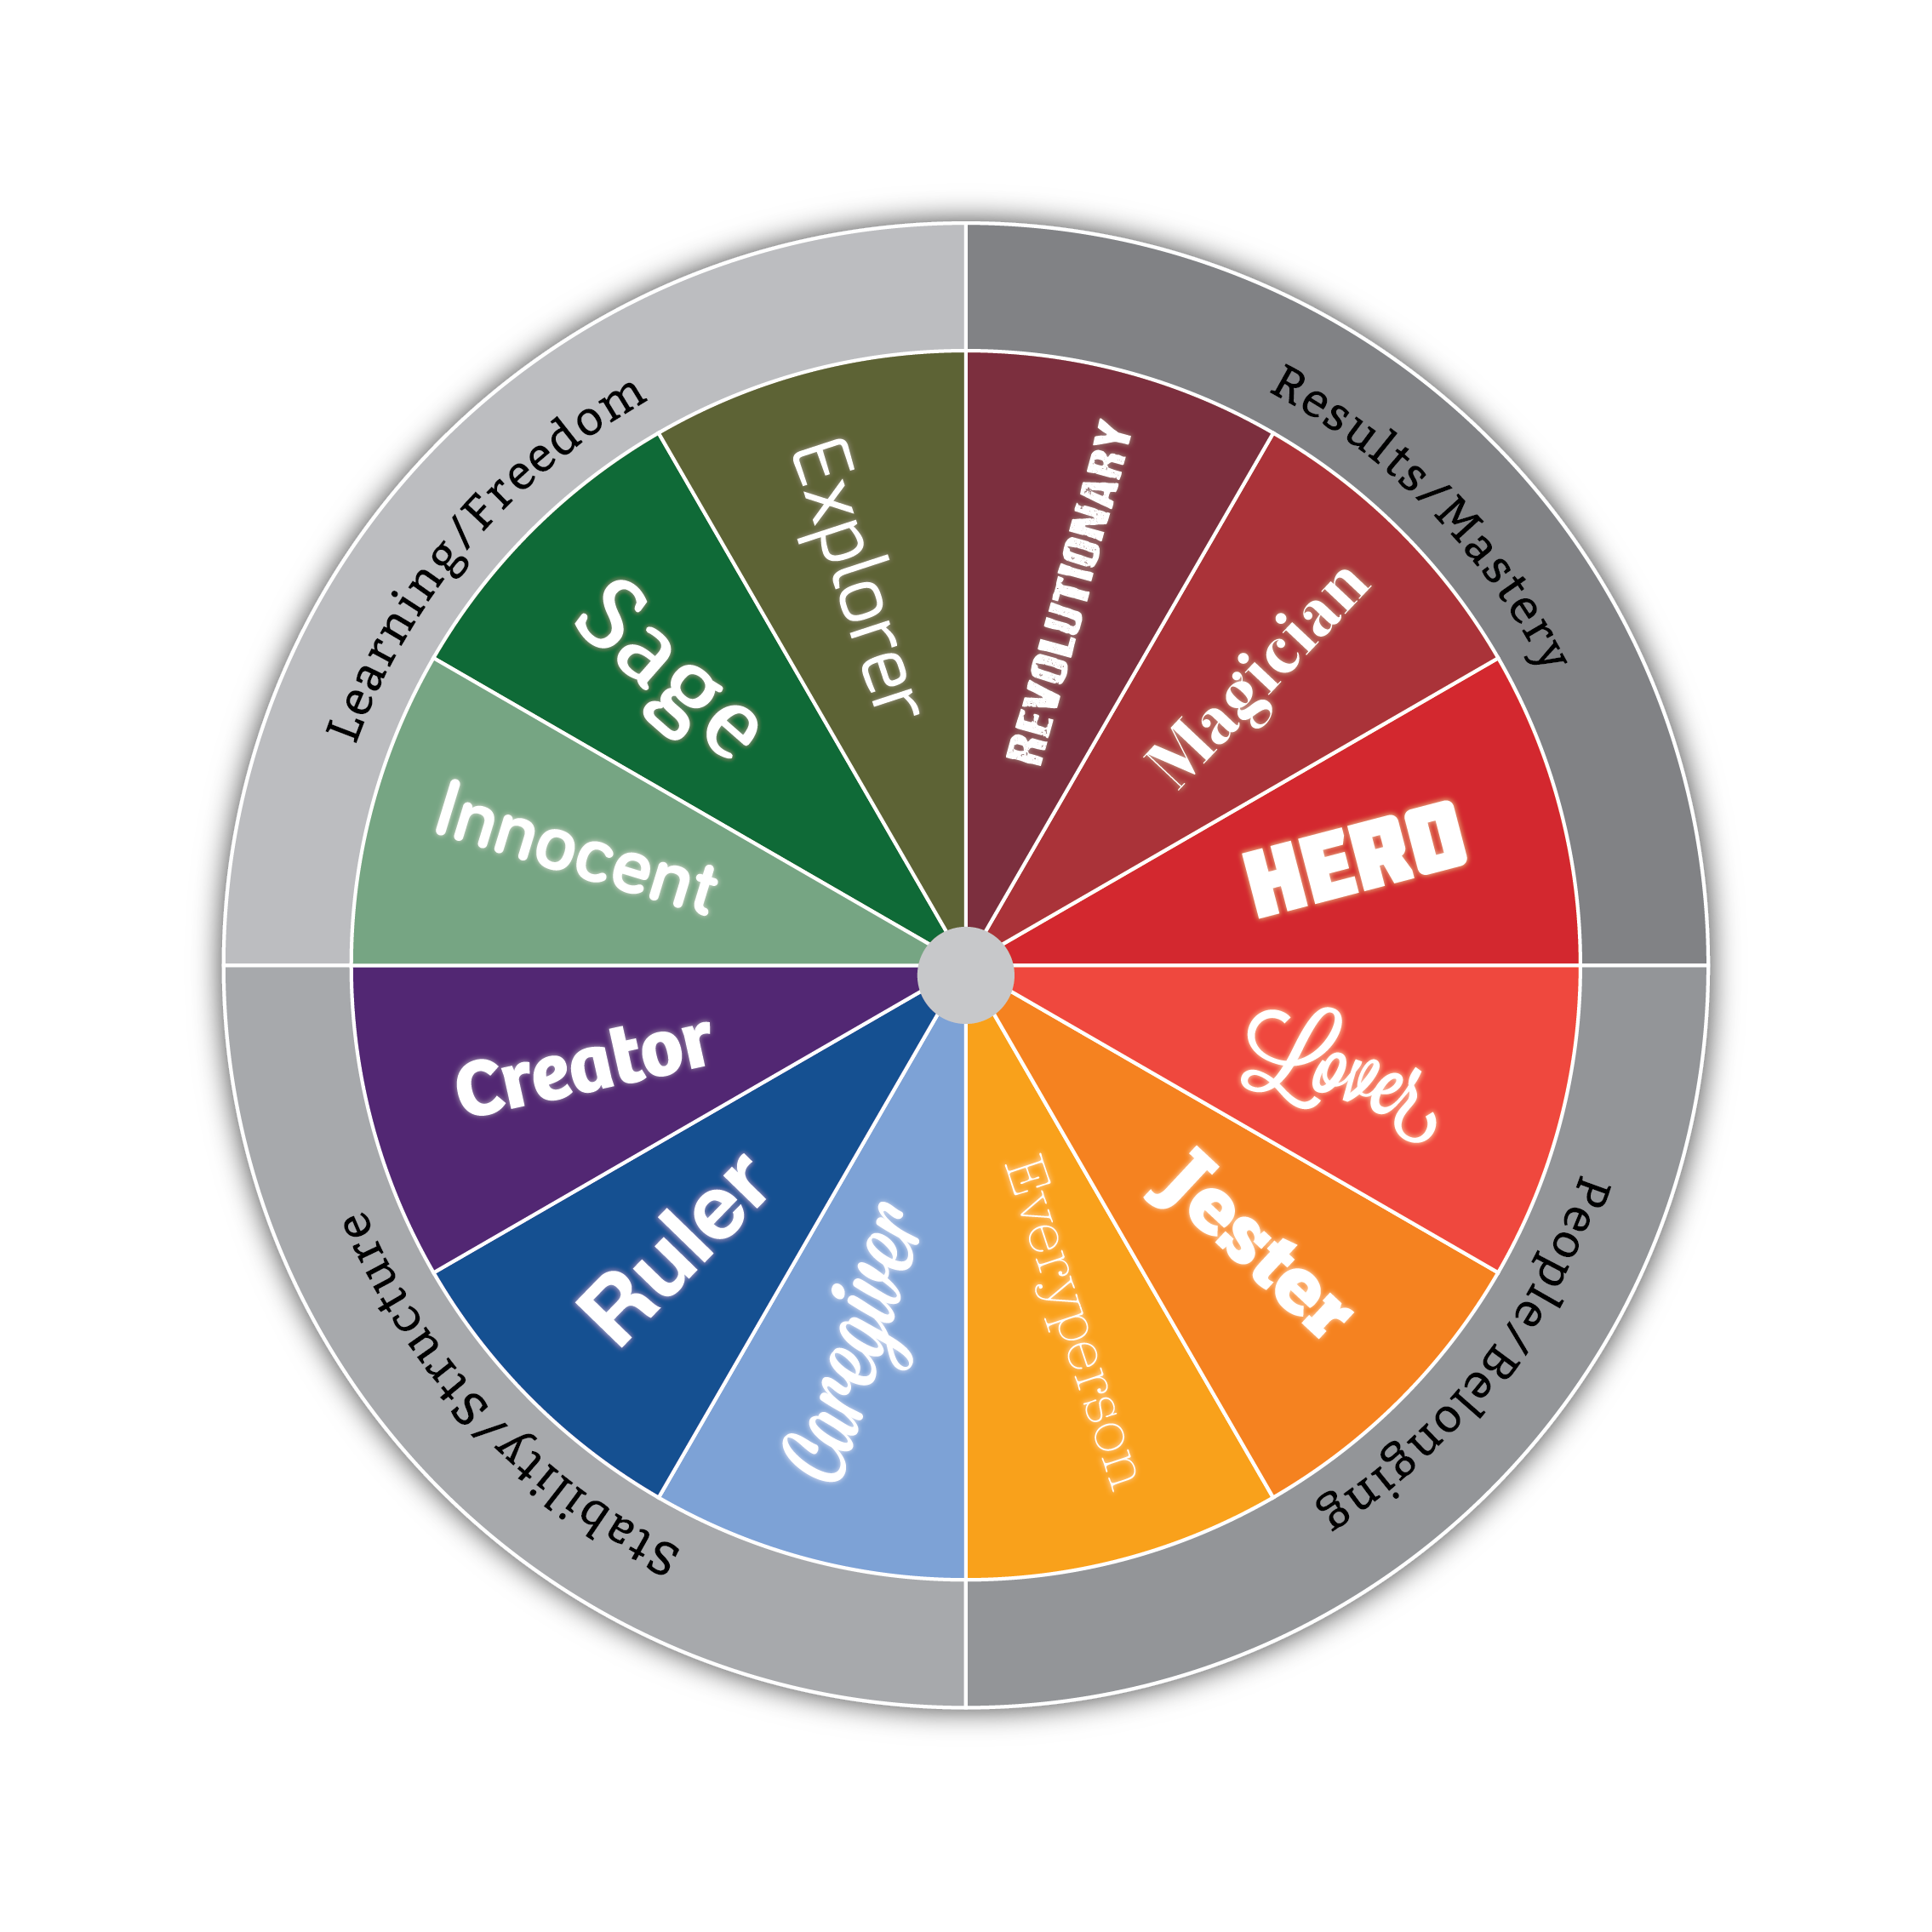 Results/Mastery
REVOLUTIONARY
Magician
HERO
People/Belonging
Lover
Jester
Everyperson
Stability/Structure
Caregiver
Ruler
Creator
Learning/Freedom
Innocent
Sage
Explorer